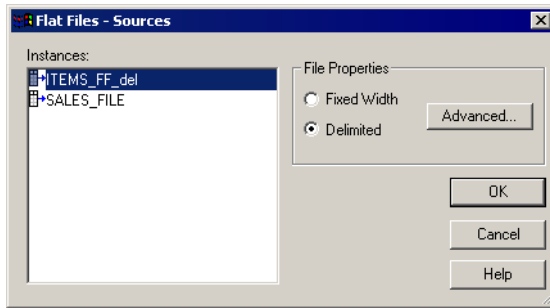 Flat Files - Sources
Instances:
ITEMS_FF_del
SALES_FILE
File Properties
Fixed Width
Delimited
Advanced...
OK
Cancel
Help